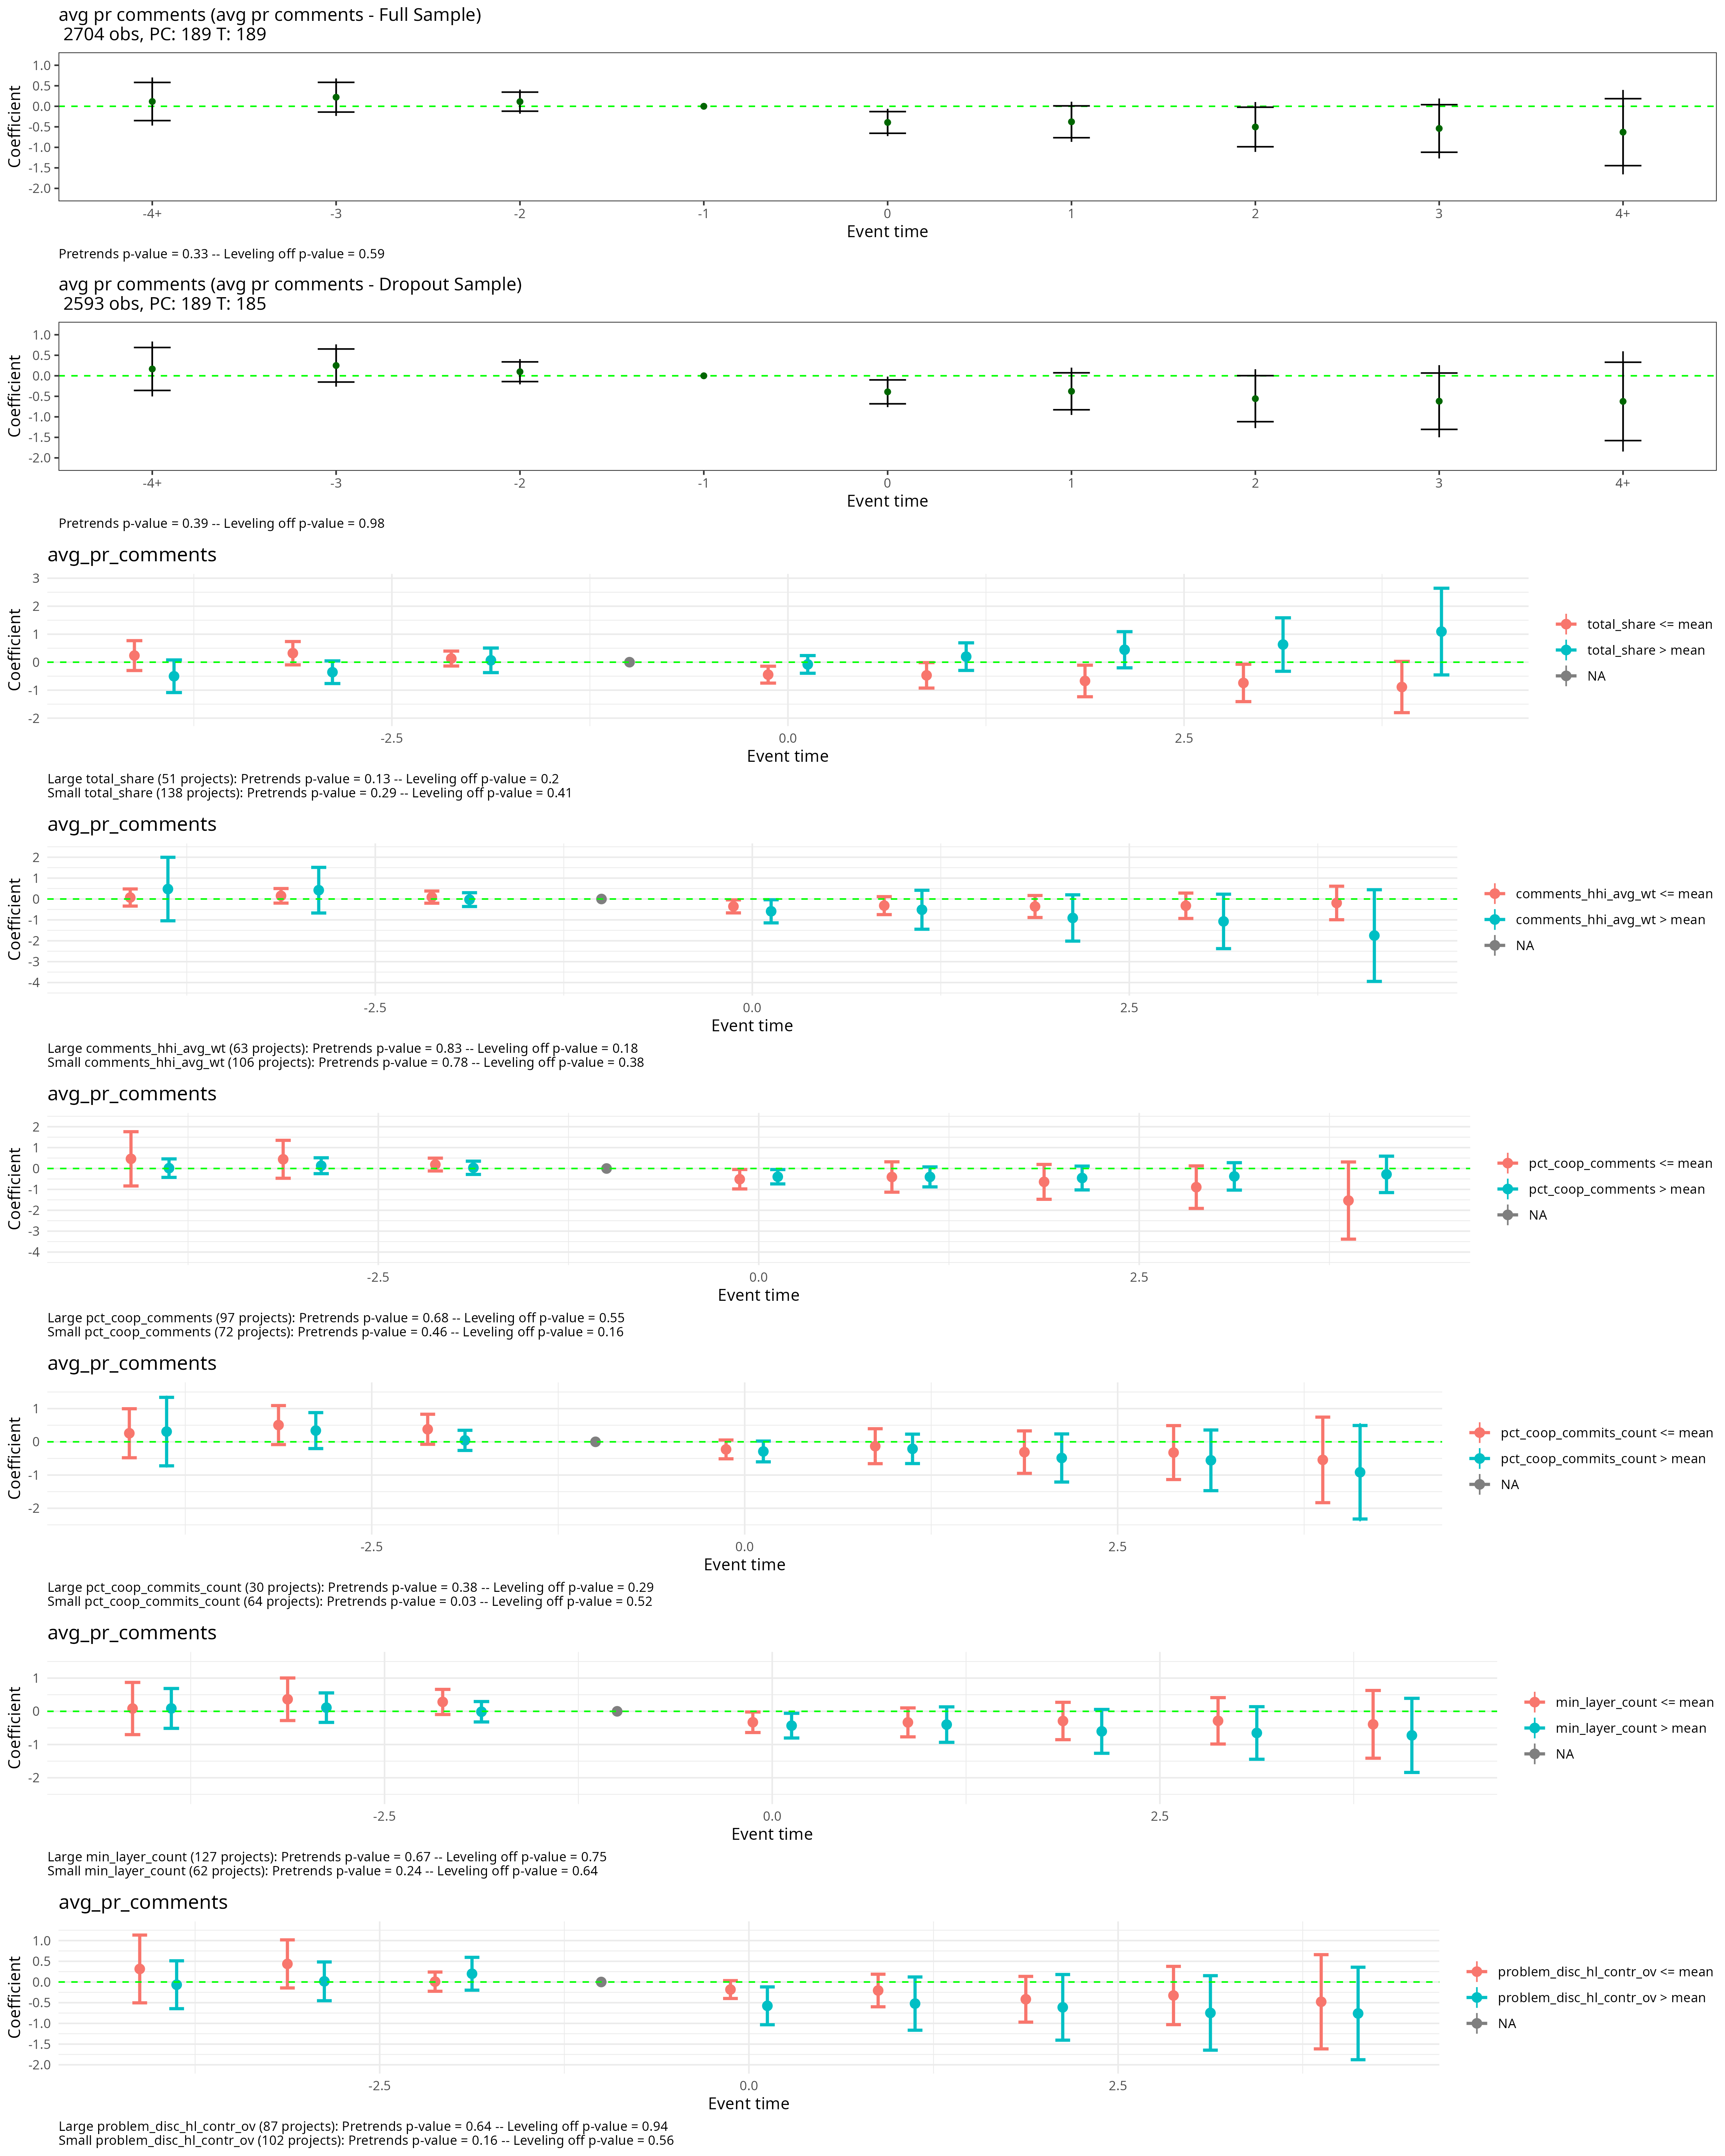 avg pr comments (avg pr comments - Full Sample)
2704 obs, PC: 189 T: 189
Coefficient
1.0
0.5
0.0
-0.5
-1.0
-1.5
-2.0
-4+ -3 -2 -1 0 1 2 3 4+
Event time
Pretrends p-value = 0.33 -- Leveling off p-value = 0.59
avg pr comments (avg pr comments - Dropout Sample)
2593 obs, PC: 189 T: 185
Coefficient
1.0
0.5
0.0
-0.5
-1.0
-1.5
-2.0
-4+ -3 -2 -1 0 1 2 3 4+
Event time
Pretrends p-value = 0.39 -- Leveling off p-value = 0.98
avg_pr_comments
Coefficient
3
2
1
0
-1
-2
-2.5 0.0 2.5
Event time
total_share <= mean
total_share > mean
NA
Large total_share (51 projects): Pretrends p-value = 0.13 -- Leveling off p-value = 0.2
Small total_share (138 projects): Pretrends p-value = 0.29 -- Leveling off p-value = 0.41
avg_pr_comments
Coefficient
2
1
0
-1
-2
-3
-4
-2.5 0.0 2.5
Event time
comments_hhi_avg_wt <= mean
comments_hhi_avg_wt > mean
NA
Large comments_hhi_avg_wt (63 projects): Pretrends p-value = 0.83 -- Leveling off p-value = 0.18
Small comments_hhi_avg_wt (106 projects): Pretrends p-value = 0.78 -- Leveling off p-value = 0.38
avg_pr_comments
Coefficient
2
1
0
-1
-2
-3
-4
-2.5 0.0 2.5
Event time
pct_coop_comments <= mean
pct_coop_comments > mean
NA
Large pct_coop_comments (97 projects): Pretrends p-value = 0.68 -- Leveling off p-value = 0.55
Small pct_coop_comments (72 projects): Pretrends p-value = 0.46 -- Leveling off p-value = 0.16
avg_pr_comments
Coefficient
1
0
-1
-2
-2.5 0.0 2.5
Event time
pct_coop_commits_count <= mean
pct_coop_commits_count > mean
NA
Large pct_coop_commits_count (30 projects): Pretrends p-value = 0.38 -- Leveling off p-value = 0.29
Small pct_coop_commits_count (64 projects): Pretrends p-value = 0.03 -- Leveling off p-value = 0.52
avg_pr_comments
Coefficient
1
0
-1
-2
-2.5 0.0 2.5
Event time
min_layer_count <= mean
min_layer_count > mean
NA
Large min_layer_count (127 projects): Pretrends p-value = 0.67 -- Leveling off p-value = 0.75
Small min_layer_count (62 projects): Pretrends p-value = 0.24 -- Leveling off p-value = 0.64
avg_pr_comments
Coefficient
1.0
0.5
0.0
-0.5
-1.0
-1.5
-2.0
-2.5 0.0 2.5
Event time
problem_disc_hl_contr_ov <= mean
problem_disc_hl_contr_ov > mean
NA
Large problem_disc_hl_contr_ov (87 projects): Pretrends p-value = 0.64 -- Leveling off p-value = 0.94
Small problem_disc_hl_contr_ov (102 projects): Pretrends p-value = 0.16 -- Leveling off p-value = 0.56